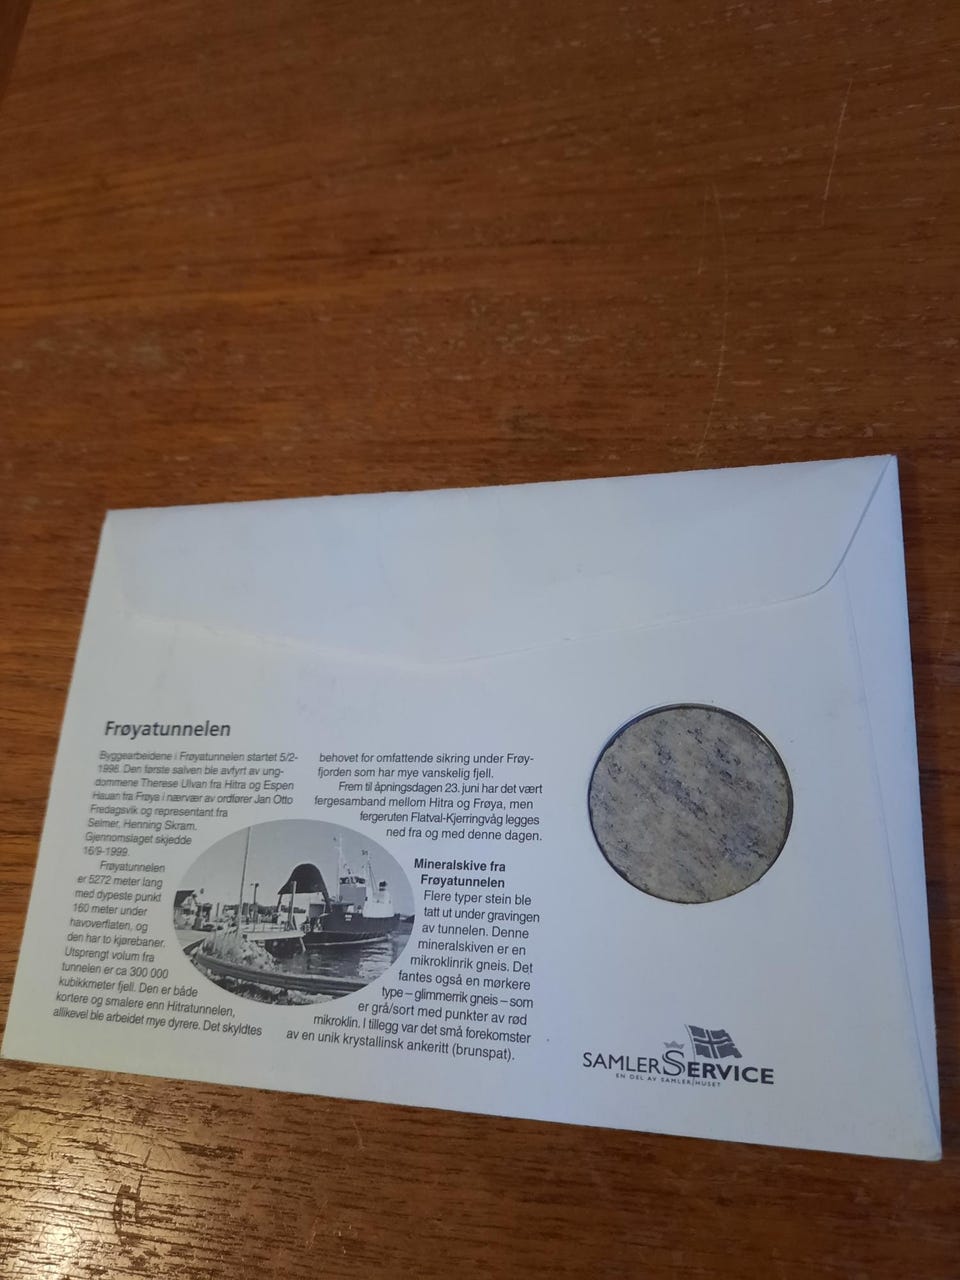 Frøyatunnelen
Byggearbeidene i Frøyatunnelen startet 5/2-
1998. Den første salven ble avfyrt av ung-
dommene Therese Ulvan fra Hitra og Espen
Hauan fra Frøya i nærvær av ordfører Jan Otto
Fredagsvik og representant fra
Selmer, Henning Skram.
Gjennomslaget skjedde
16/9-1999.
Frøyatunnelen
er 5272 meter lang
med dypeste punkt
160 meter under
havoverflaten, og
den har to kjørebaner.
Utsprengt volum fra
tunnelen er ca 300 000
kubikkmeter fjell. Den er både
kortere og smalere enn Hitratunnelen,
allikevel ble arbeidet mye dyrere. Det skyldtes
behovet for omfattende sikring under Frøy-
fjorden som har mye vanskelig fjell.
Frem til åpningsdagen 23. juni har det vært
fergesamband mellom Hitra og Frøya, men
fergeruten Flatval-Kjerringvåg legges
ned fra og med denne dagen.
Mineralskive fra
Frøyatunnelen
Flere typer stein ble
tatt ut under gravingen
av tunnelen. Denne
mineralskiven er en
mikroklinrik gneis. Det
fantes også en mørkere
type – glimmerrik gneis – som
er grå/sort med punkter av rød
mikroklin. I tillegg var det små forekomster
av en unik krystallinsk ankeritt (brunspat).
SAMLERSERVICE
EN DEL AV SAMLERHUSET